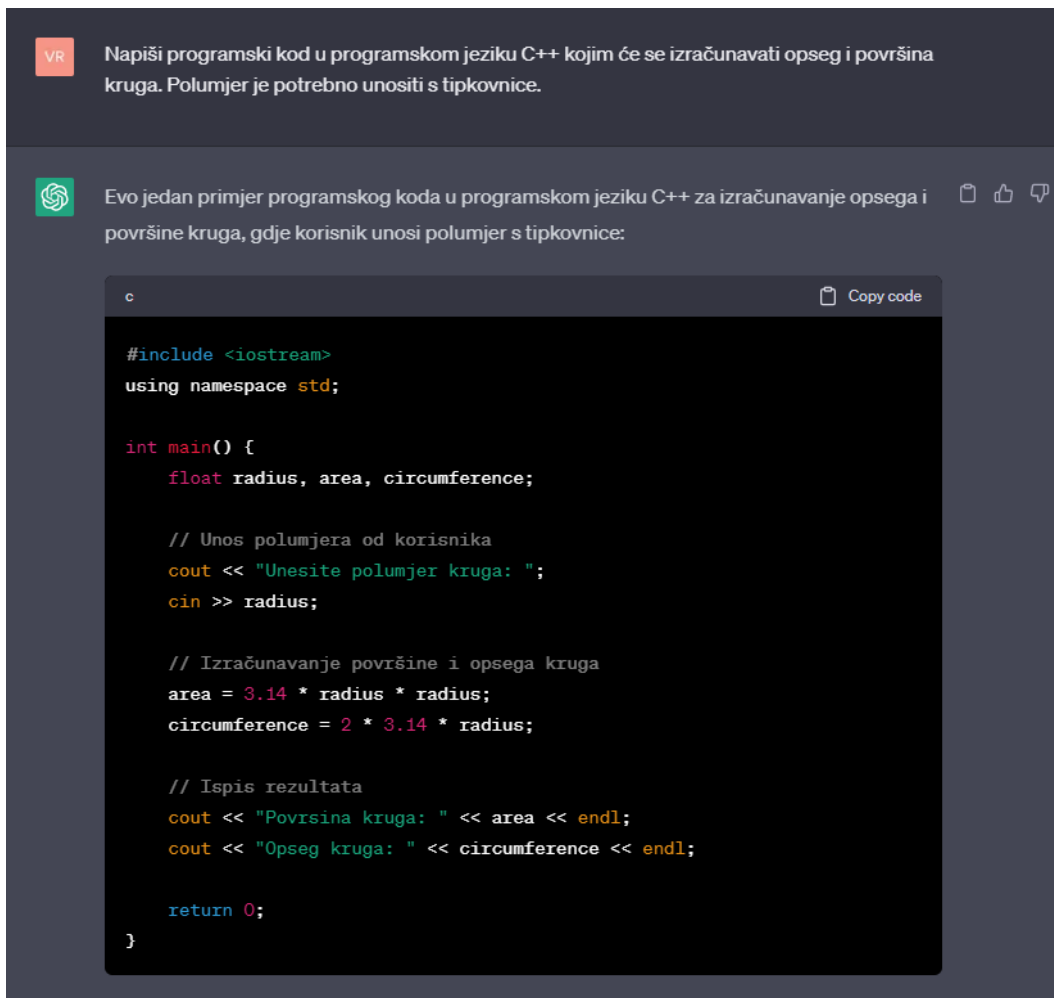 VR
Napiši programski kod u programskom jeziku C++ kojim će se izračunavati opseg i površina
kruga. Polumjer je potrebno unositi s tipkovnice.
Evo jedan primjer programskog koda u programskom jeziku C++ za izračunavanje opsega i
površine kruga, gdje korisnik unosi polumjer s tipkovnice:
c
Copy code
#include <iostream>
using namespace std;
int main() {
    float radius, area, circumference;
    // Unos polumjera od korisnika
    cout << "Unesite polumjer kruga: ";
    cin >> radius;
    // Izračunavanje površine i opsega kruga
    area = 3.14 * radius * radius;
    circumference = 2 * 3.14 * radius;
    // Ispis rezultata
    cout << "Povrsina kruga: " << area << endl;
    cout << "Opseg kruga: " << circumference << endl;
    return 0;
}